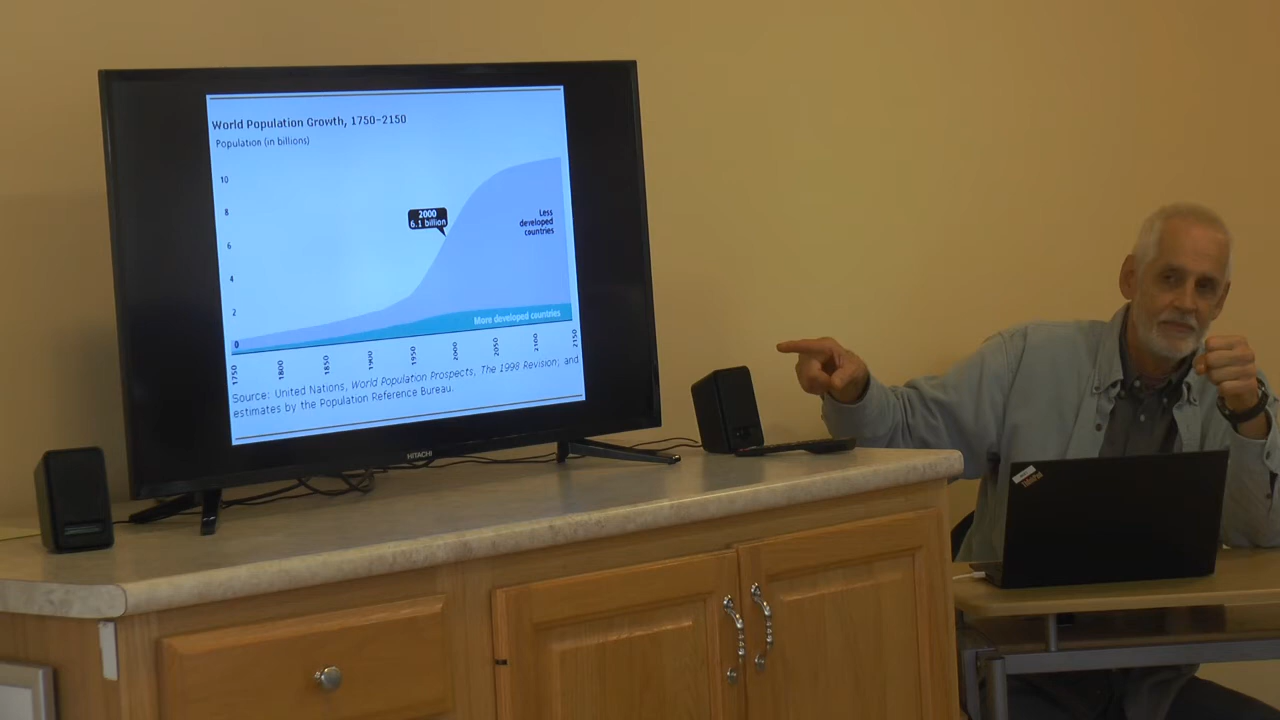 World Population Growth, 1750–2150
Population (in billions)
10
8
6
4
2
0
2000
6.1 billion
Less
developed
countries
More developed countries
1750
1800
1850
1900
1950
2000
2050
2100
2150
Source: United Nations, World Population Prospects, The 1998 Revision; and
estimates by the Population Reference Bureau.
HITACHI
ThinkPad